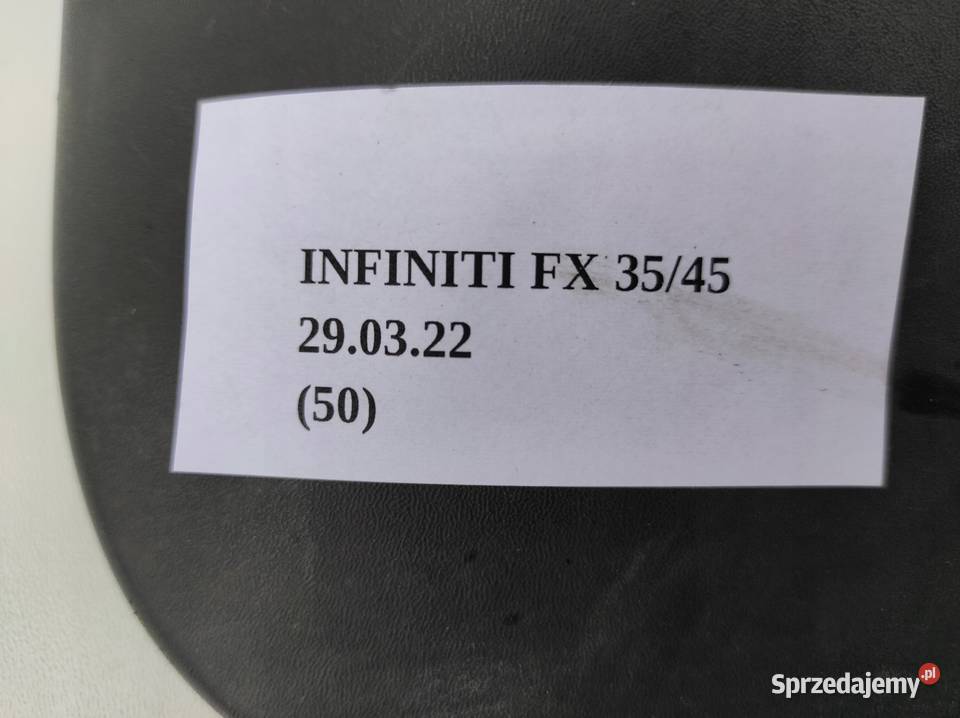 INFINITI FX 35/45
29.03.22
(50)
Sprzedajemy.pl